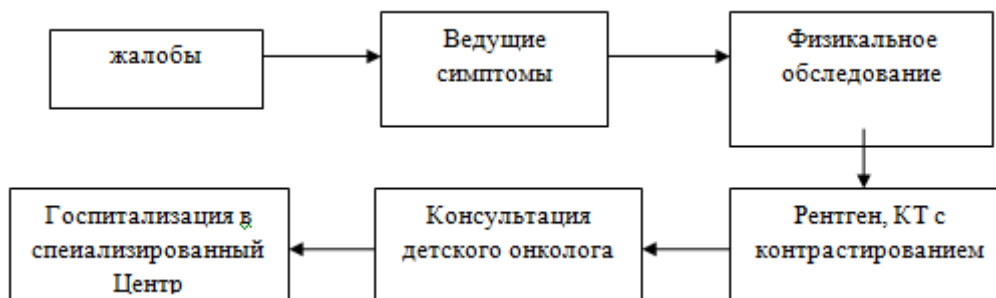 жалобы
Ведущие
симптомы
Физикальное
обследование
Рентген, КТ с
контрастированием
Консультация
детского онколога
Госпитализация в
спеиализированный
Центр